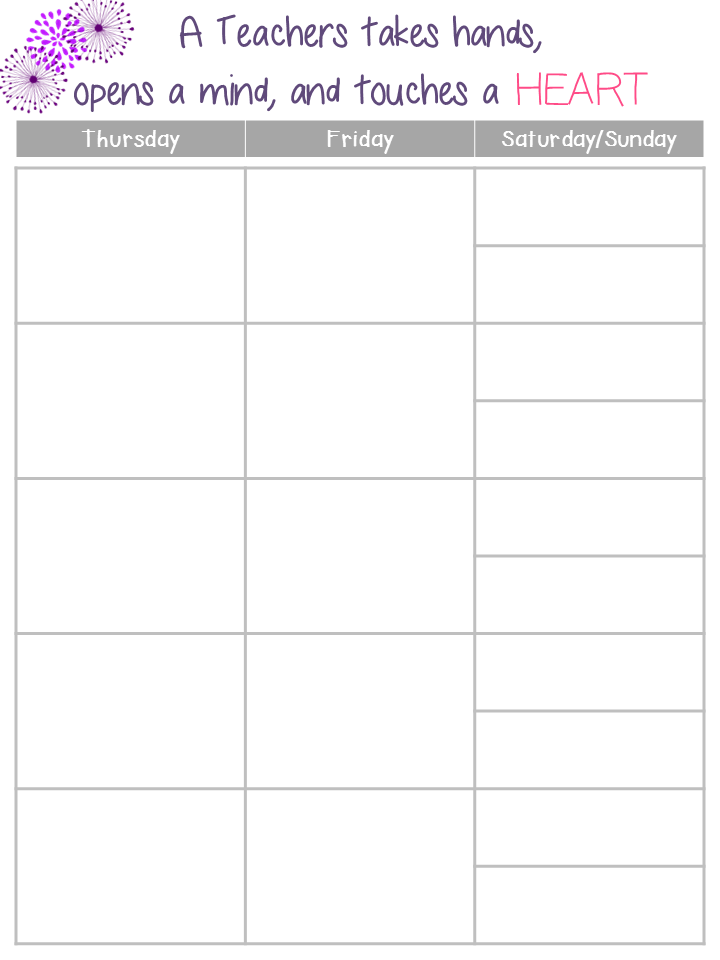 A Teachers takes hands,
opens a mind, and touches a HEART
Thursday
Friday
Saturday/Sunday